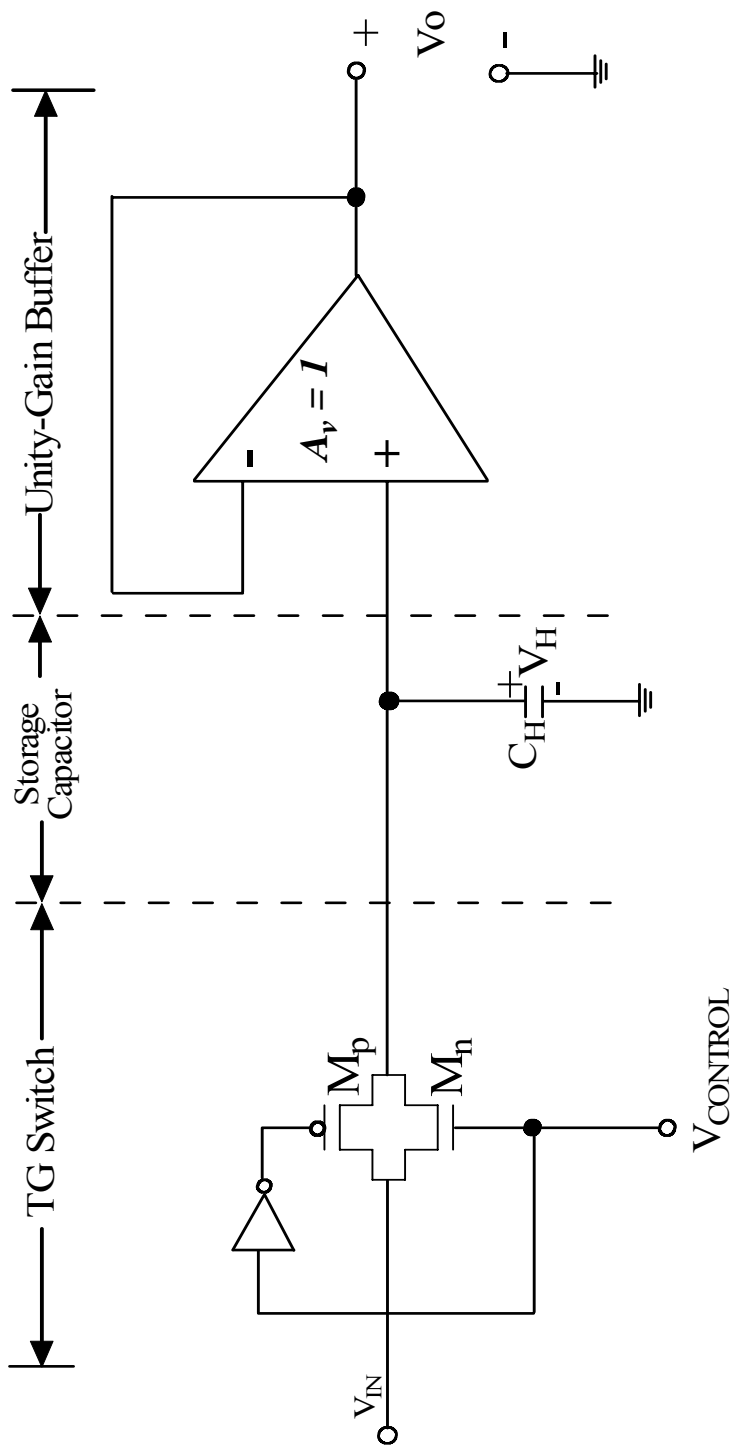 TG Switch
Storage
Capacitor
Unity-Gain Buffer
V_IN
M_p
M_n
V_CONTROL
C_H
+
V_H
-
-
A_v = 1
+
+
Vo
-